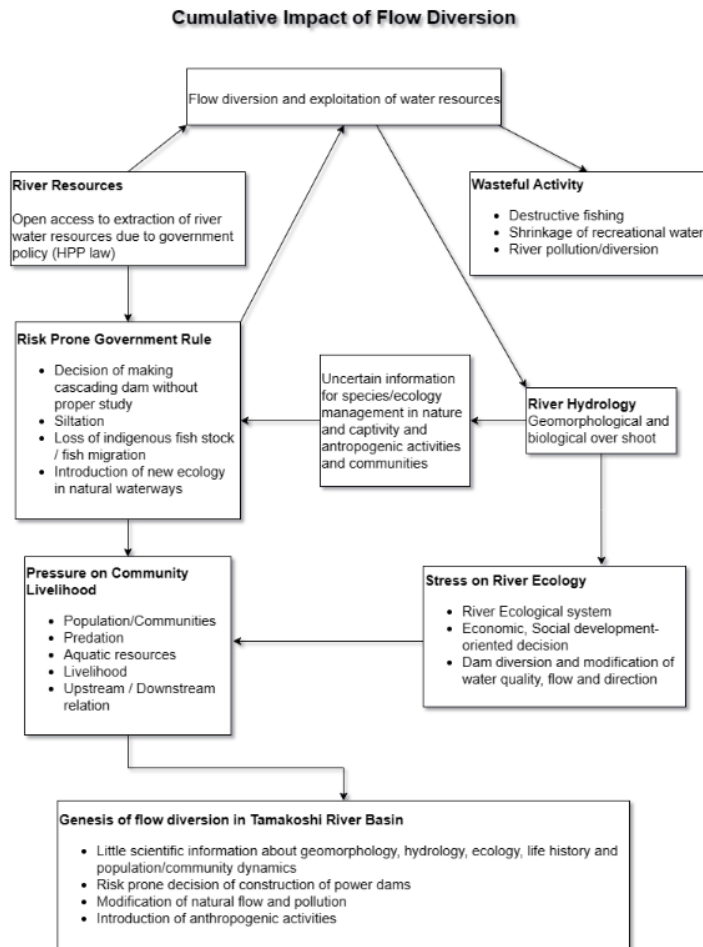 Cumulative Impact of Flow Diversion
Flow diversion and exploitation of water resources
River Resources
Open access to extraction of river
water resources due to government
policy (HPP law)
Wasteful Activity
• Destructive fishing
• Shrinkage of recreational water
• River pollution/diversion
Risk Prone Government Rule
• Decision of making
cascading dam without
proper study
• Siltation
• Loss of indigenous fish stock
/ fish migration
• Introduction of new ecology
in natural waterways
Uncertain information
for species/ecology
management in nature
and captivity and
antropogenic activities
and communities
River Hydrology
Geomorphological and
biological over shoot
Pressure on Community
Livelihood
• Population/Communities
• Predation
• Aquatic resources
• Livelihood
• Upstream / Downstream
relation
Stress on River Ecology
• River Ecological system
• Economic, Social development-
oriented decision
• Dam diversion and modification of
water quality, flow and direction
Genesis of flow diversion in Tamakoshi River Basin
• Little scientific information about geomorphology, hydrology, ecology, life history and
population/community dynamics
• Risk prone decision of construction of power dams
• Modification of natural flow and pollution
• Introduction of anthropogenic activities